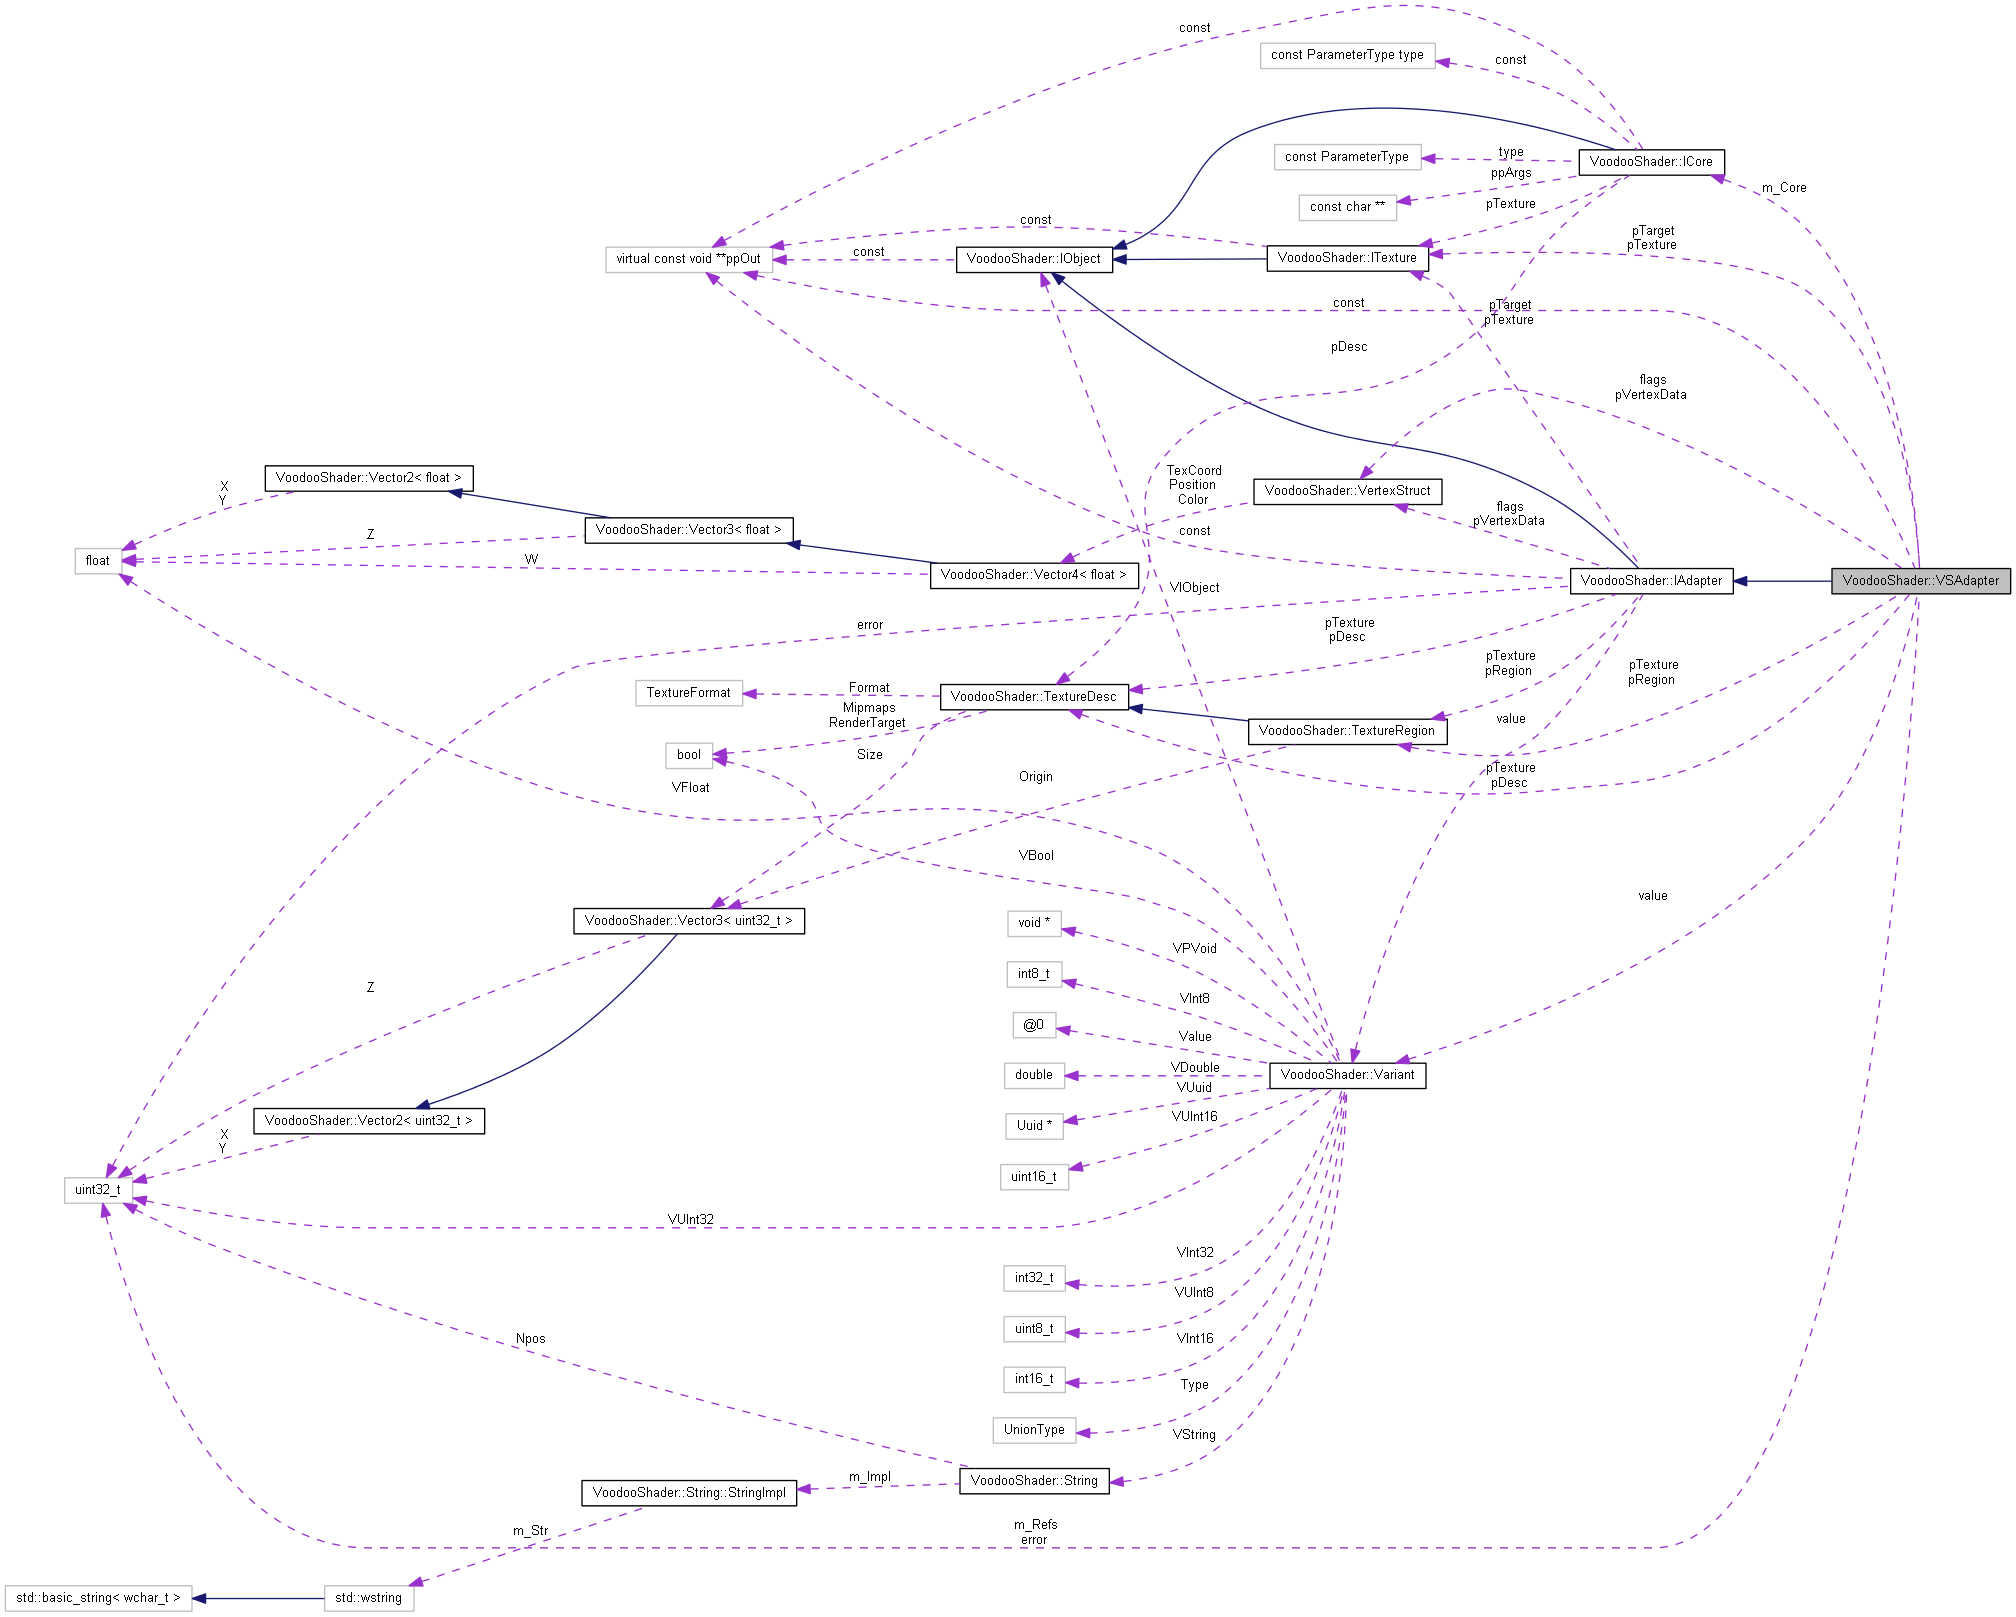 const
const ParameterType type
const
const ParameterType
type
VoodooShader::ICore
ppArgs
m_Core
const char **
pTexture
const
pTarget
pTexture
virtual const void **ppOut
const
VoodooShader::IObject
VoodooShader::ITexture
const
pTarget
pTexture
pDesc
flags
pVertexData
VoodooShader::Vector2< float >
X
Y
TexCoord
Position
Color
VoodooShader::VertexStruct
flags
pVertexData
VoodooShader::Vector3< float >
Z
const
float
W
VoodooShader::Vector4< float >
VIObject
VoodooShader::IAdapter
VoodooShader::VSAdapter
error
pTexture
pDesc
pTexture
pRegion
pTexture
pRegion
TextureFormat
Format
VoodooShader::TextureDesc
Mipmaps
RenderTarget
value
VoodooShader::TextureRegion
bool
Size
Origin
pTexture
pDesc
VFloat
VBool
value
VoodooShader::Vector3< uint32_t >
void *
VPVoid
int8_t
VInt8
Z
@0
Value
double
VDouble
VoodooShader::Variant
VUuid
VoodooShader::Vector2< uint32_t >
Uuid *
VUInt16
X
Y
uint16_t
uint32_t
VUInt32
VInt32
int32_t
VUInt8
uint8_t
Npos
VInt16
int16_t
Type
UnionType
VString
m_Impl
VoodooShader::String
VoodooShader::String::StringImpl
m_Str
m_Refs
error
std::basic_string< wchar_t >
std::wstring